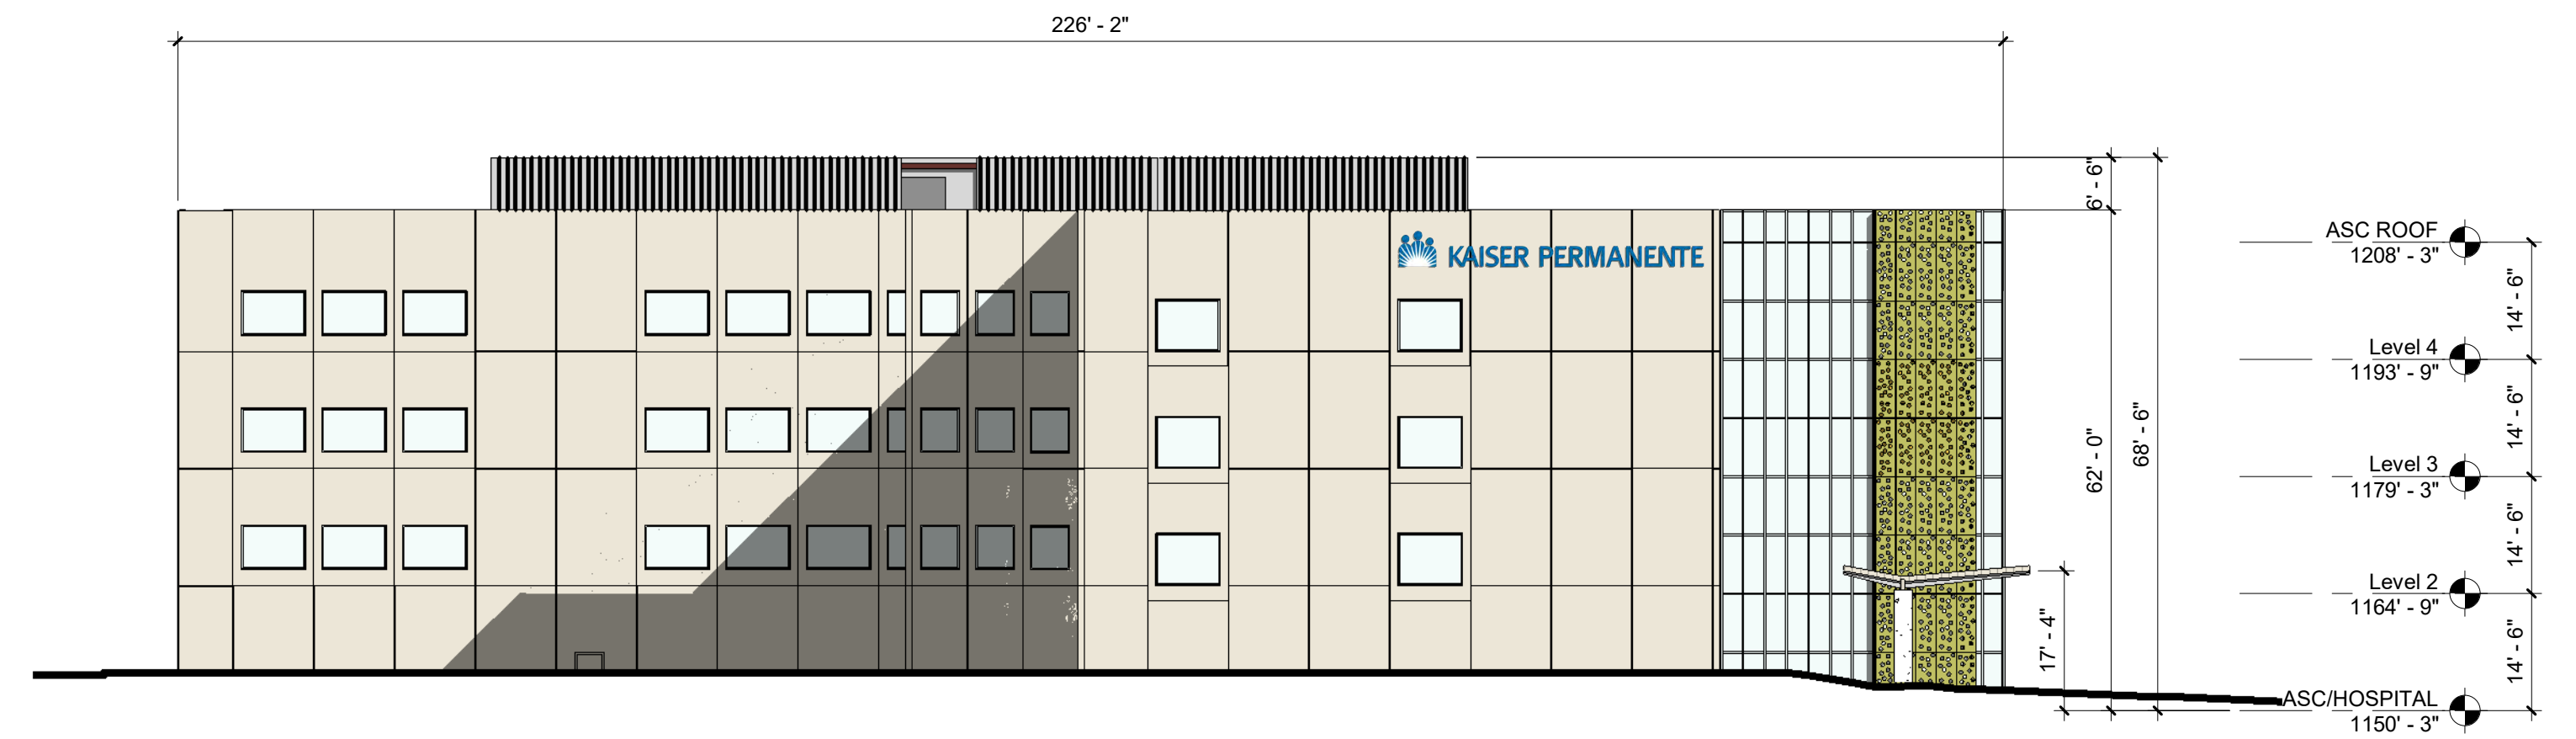 226' - 2"
6' - 6"
KAISER PERMANENTE
ASC ROOF
1208' - 3"
14' - 6"
Level 4
1193' - 9"
68' - 6"
14' - 6"
62' - 0"
Level 3
1179' - 3"
14' - 6"
Level 2
1164' - 9"
17' - 4"
14' - 6"
ASC/HOSPITAL
1150' - 3"